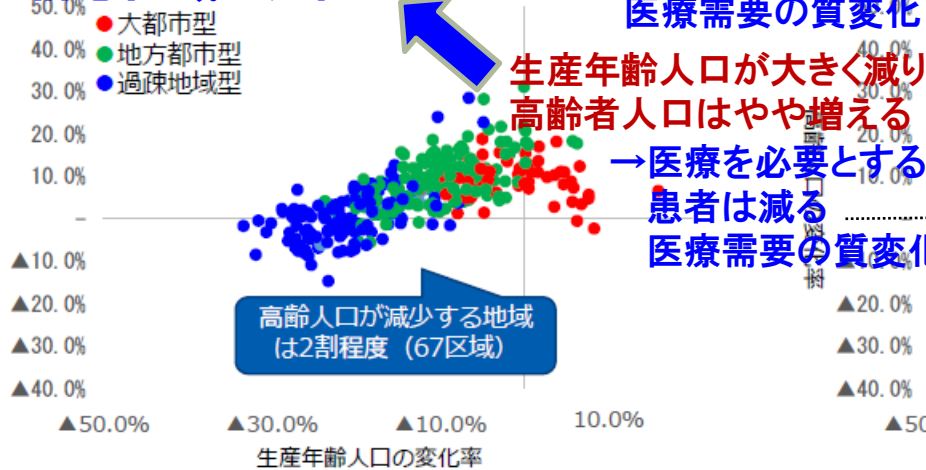 50.0%
医療需要の質変化
●大都市型
40.0%
40.0%
●地方都市型
生産年齢人口が大きく減り
30.0%
●過疎地域型
30.0%
高齢者人口はやや増える
20.0%
20.0%
→医療を必要とする
10.0%
10.0%
患者は減る
－
医療需要の質変化
▲10.0%
▲20.0%
▲20.0%
高齢人口が減少する地域
は2割程度（67区域）
▲30.0%
▲30.0%
▲40.0%
▲40.0%
▲50.0%
▲30.0%
▲10.0%
10.0%
▲50
生産年齢人口の変化率